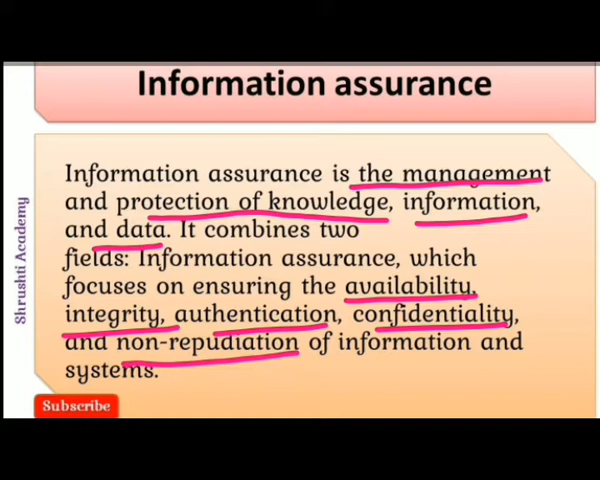 Information assurance
Information assurance is the management
and protection of knowledge, information,
and data. It combines two
fields: Information assurance, which
focuses on ensuring the availability,
integrity, authentication, confidentiality,
and non-repudiation of information and
systems.
Shrushti Academy
Subscribe